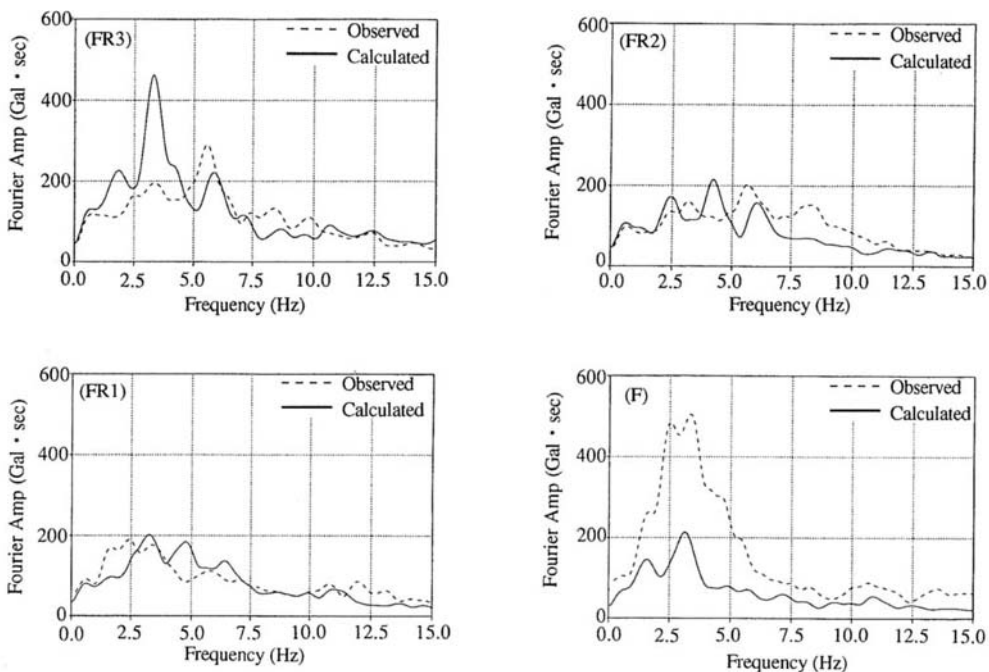 (FR3)
Observed
Calculated
600
400
200
0
Fourier Amp (Gal · sec)
0.0 2.5 5.0 7.5 10.0 12.5 15.0
Frequency (Hz)
(FR2)
Observed
Calculated
600
400
200
0
Fourier Amp (Gal · sec)
0.0 2.5 5.0 7.5 10.0 12.5 15.0
Frequency (Hz)
(FR1)
Observed
Calculated
600
400
200
0
Fourier Amp (Gal · sec)
0.0 2.5 5.0 7.5 10.0 12.5 15.0
Frequency (Hz)
(F)
Observed
Calculated
600
400
200
0
Fourier Amp (Gal · sec)
0.0 2.5 5.0 7.5 10.0 12.5 15.0
Frequency (Hz)